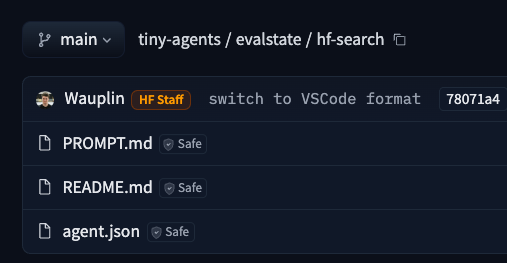 main tiny-agents / evalstate / hf-search
Wauplin HF Staff switch to VSCode format 78071a4
PROMPT.md Safe
README.md Safe
agent.json Safe